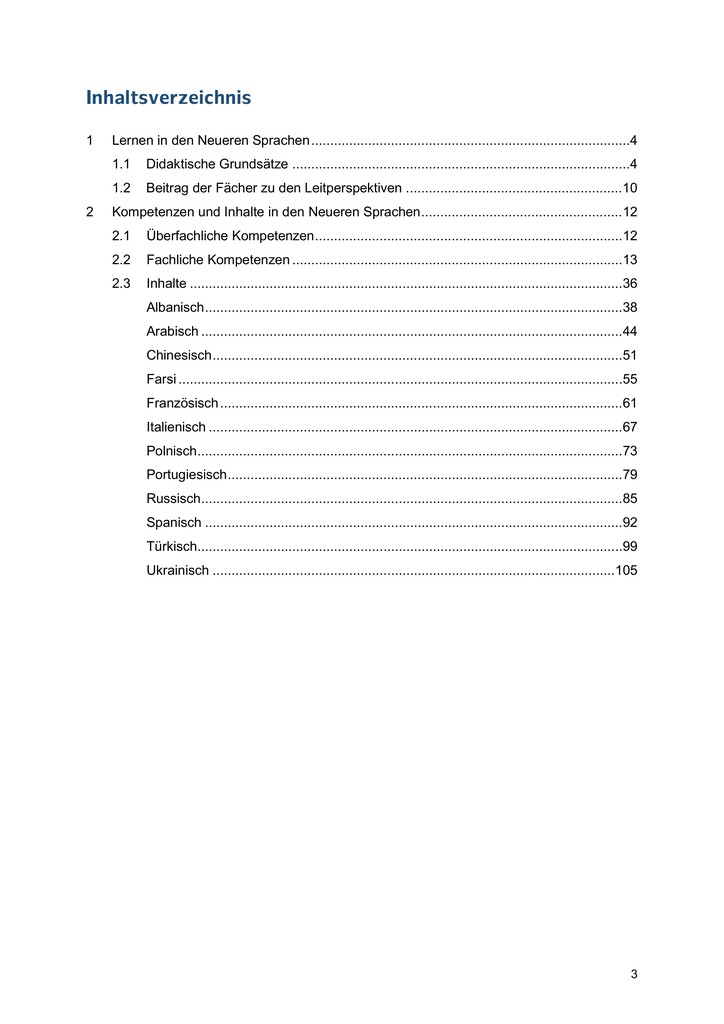 Inhaltsverzeichnis
1 Lernen in den Neueren Sprachen....................................................................................4
1.1 Didaktische Grundsätze .........................................................................................4
1.2 Beitrag der Fächer zu den Leitperspektiven .........................................................10
2 Kompetenzen und Inhalte in den Neueren Sprachen.....................................................12
2.1 Überfachliche Kompetenzen.................................................................................12
2.2 Fachliche Kompetenzen .......................................................................................13
2.3 Inhalte ..................................................................................................................36
Albanisch..............................................................................................................38
Arabisch ...............................................................................................................44
Chinesisch............................................................................................................51
Farsi .....................................................................................................................55
Französisch ..........................................................................................................61
Italienisch .............................................................................................................67
Polnisch................................................................................................................73
Portugiesisch........................................................................................................79
Russisch...............................................................................................................85
Spanisch ..............................................................................................................92
Türkisch................................................................................................................99
Ukrainisch ..........................................................................................................105
3